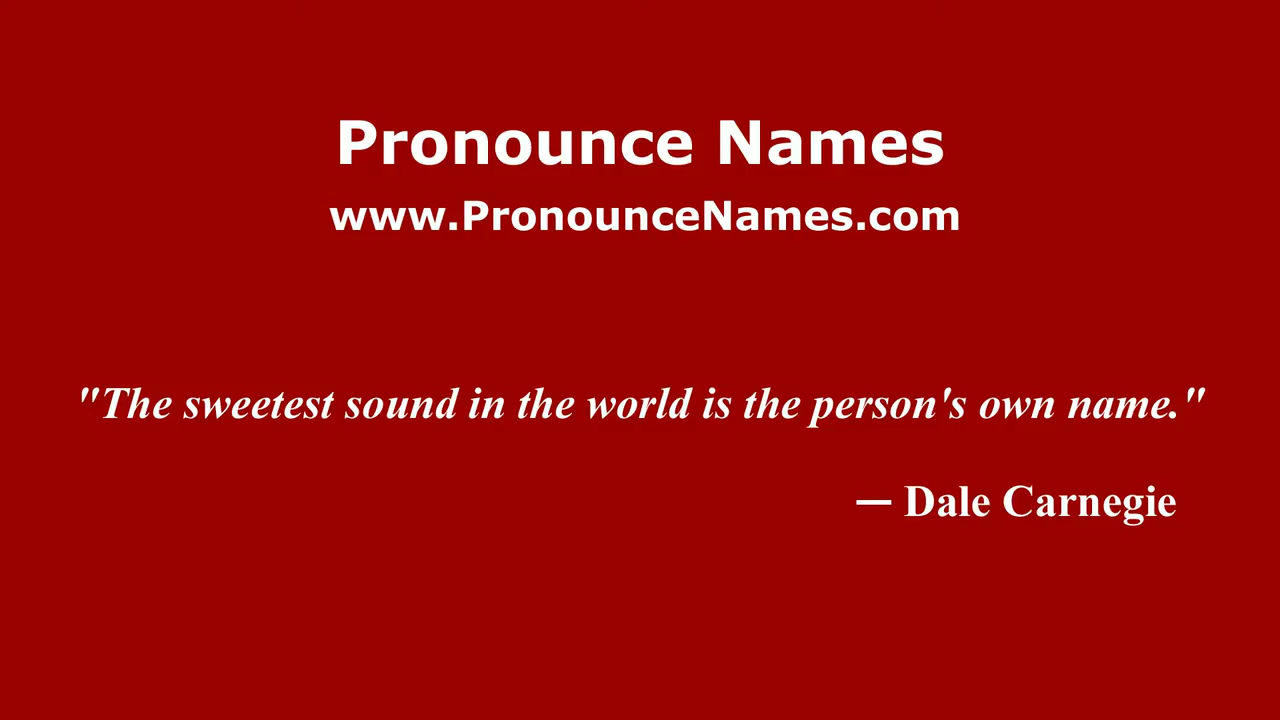 Pronounce Names
www.PronounceNames.com
"The sweetest sound in the world is the person's own name."
— Dale Carnegie